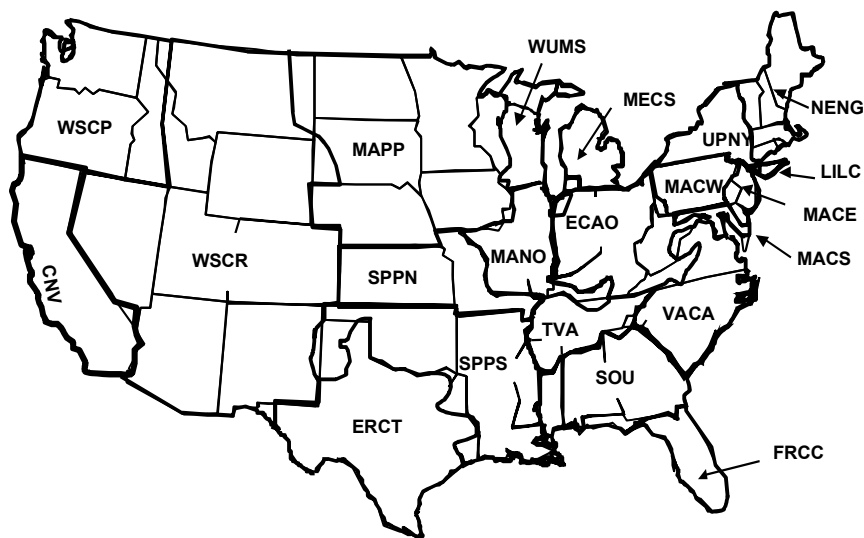 WUMS
MECS
NENG
WSCP
UPNY
MAPP
LILC
MACW
MACE
ECAO
MACS
WSCR
MANO
CNV
SPPN
VACA
TVA
SPPS
SOU
ERCT
FRCC